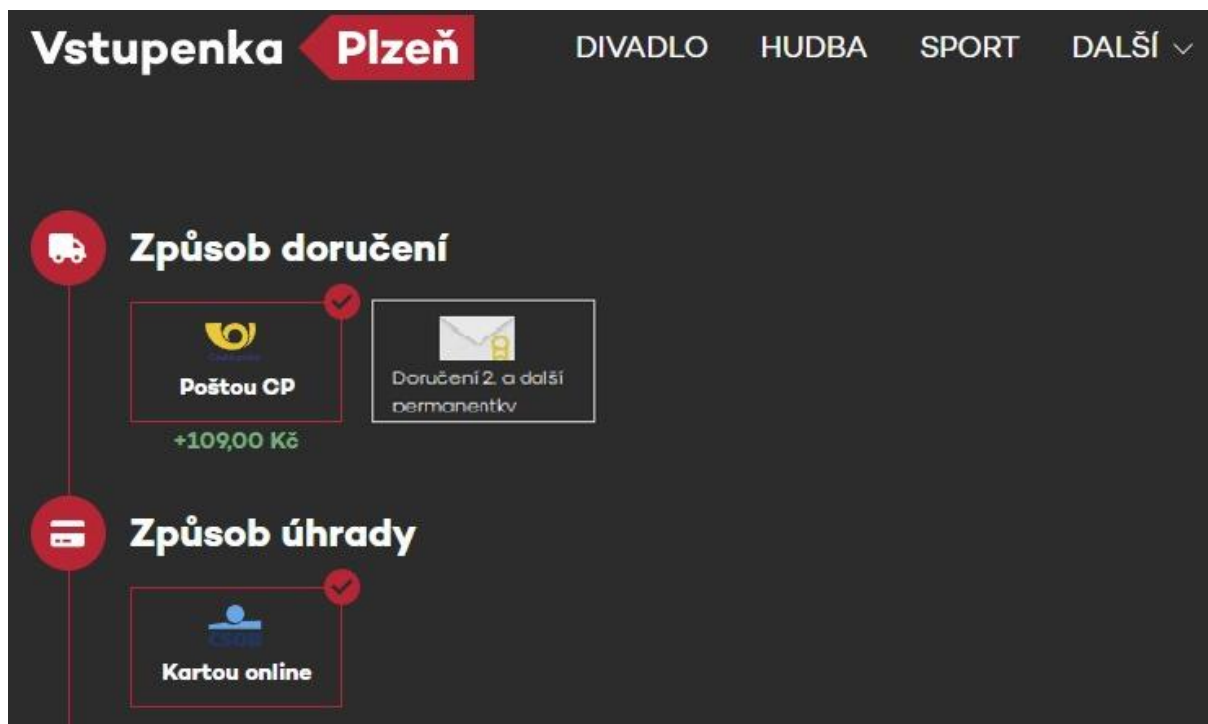 Vstupenka Plzeň DIVADLO HUDBA SPORT DALŠÍ
Způsob doručení
Poštou CP
Doručení 2. a další
permanentky
+109,00 Kč
Způsob úhrady
ČSOB
Kartou online